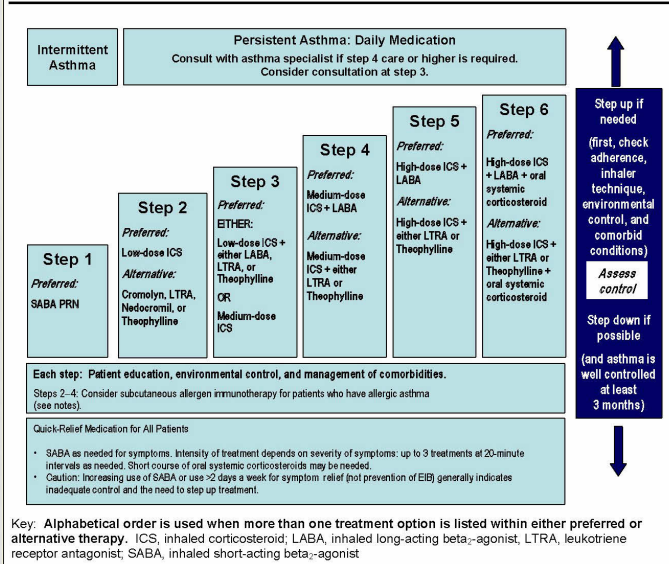 Intermittent
Asthma
Persistent Asthma: Daily Medication
Consult with asthma specialist if step 4 care or higher is required.
Consider consultation at step 3.
Step 1
Preferred:
SABA PRN
Step 2
Preferred:
Low-dose ICS
Alternative:
Cromolyn, LTRA,
Nedocromil, or
Theophylline
Step 3
Preferred:
EITHER:
Low-dose ICS +
either LABA,
LTRA, or
Theophylline
OR
Medium-dose
ICS
Step 4
Preferred:
Medium-dose
ICS + LABA
Alternative:
Medium-dose
ICS + either
LTRA or
Theophylline
Step 5
Preferred:
High-dose ICS +
LABA
Alternative:
High-dose ICS +
either LTRA or
Theophylline
Step 6
Preferred:
High-dose ICS
+ LABA + oral
systemic
corticosteroid
Alternative:
High-dose ICS +
either LTRA or
Theophylline +
oral systemic
corticosteroid
Step up if
needed
(first, check
adherence,
inhaler
technique,
environmental
control, and
comorbid
conditions)
Assess
control
Step down if
possible
(and asthma is
well controlled
at least
3 months)
Each step: Patient education, environmental control, and management of comorbidities.
Steps 2–4: Consider subcutaneous allergen immunotherapy for patients who have allergic asthma
(see notes).
Quick-Relief Medication for All Patients
• SABA as needed for symptoms. Intensity of treatment depends on severity of symptoms: up to 3 treatments at 20-minute
intervals as needed. Short course of oral systemic corticosteroids may be needed.
• Caution: Increasing use of SABA or use >2 days a week for symptom relief (not prevention of EIB) generally indicates
inadequate control and the need to step up treatment.
Key: Alphabetical order is used when more than one treatment option is listed within either preferred or
alternative therapy. ICS, inhaled corticosteroid; LABA, inhaled long-acting beta₂-agonist, LTRA, leukotriene
receptor antagonist; SABA, inhaled short-acting beta₂-agonist